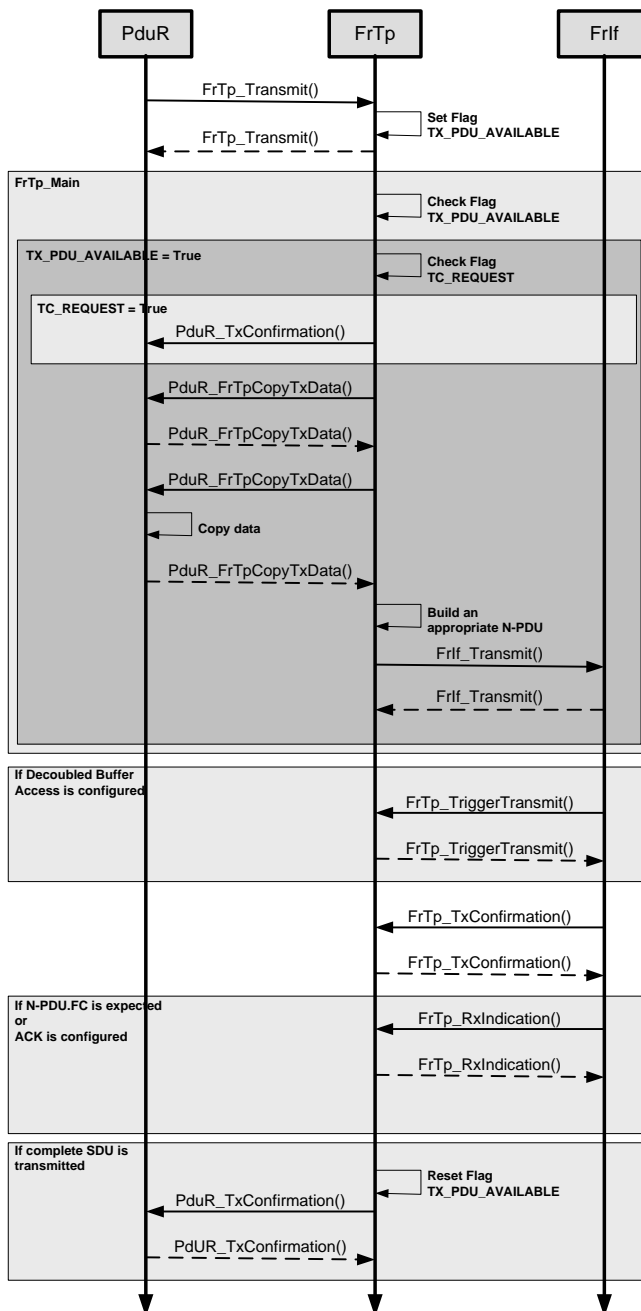 PduR
FrTp
FrIf
FrTp_Transmit()
Set Flag
TX_PDU_AVAILABLE
FrTp_Transmit()
FrTp_Main
Check Flag
TX_PDU_AVAILABLE
TX_PDU_AVAILABLE = True
Check Flag
TC_REQUEST
TC_REQUEST = True
PduR_TxConfirmation()
PduR_FrTpCopyTxData()
PduR_FrTpCopyTxData()
PduR_FrTpCopyTxData()
Copy data
PduR_FrTpCopyTxData()
Build an
appropriate N-PDU
FrIf_Transmit()
FrIf_Transmit()
If Decoubled Buffer
Access is configured
FrTp_TriggerTransmit()
FrTp_TriggerTransmit()
FrTp_TxConfirmation()
FrTp_TxConfirmation()
If N-PDU.FC is expected
or
ACK is configured
FrTp_RxIndication()
FrTp_RxIndication()
If complete SDU is
transmitted
Reset Flag
TX_PDU_AVAILABLE
PduR_TxConfirmation()
PdUR_TxConfirmation()